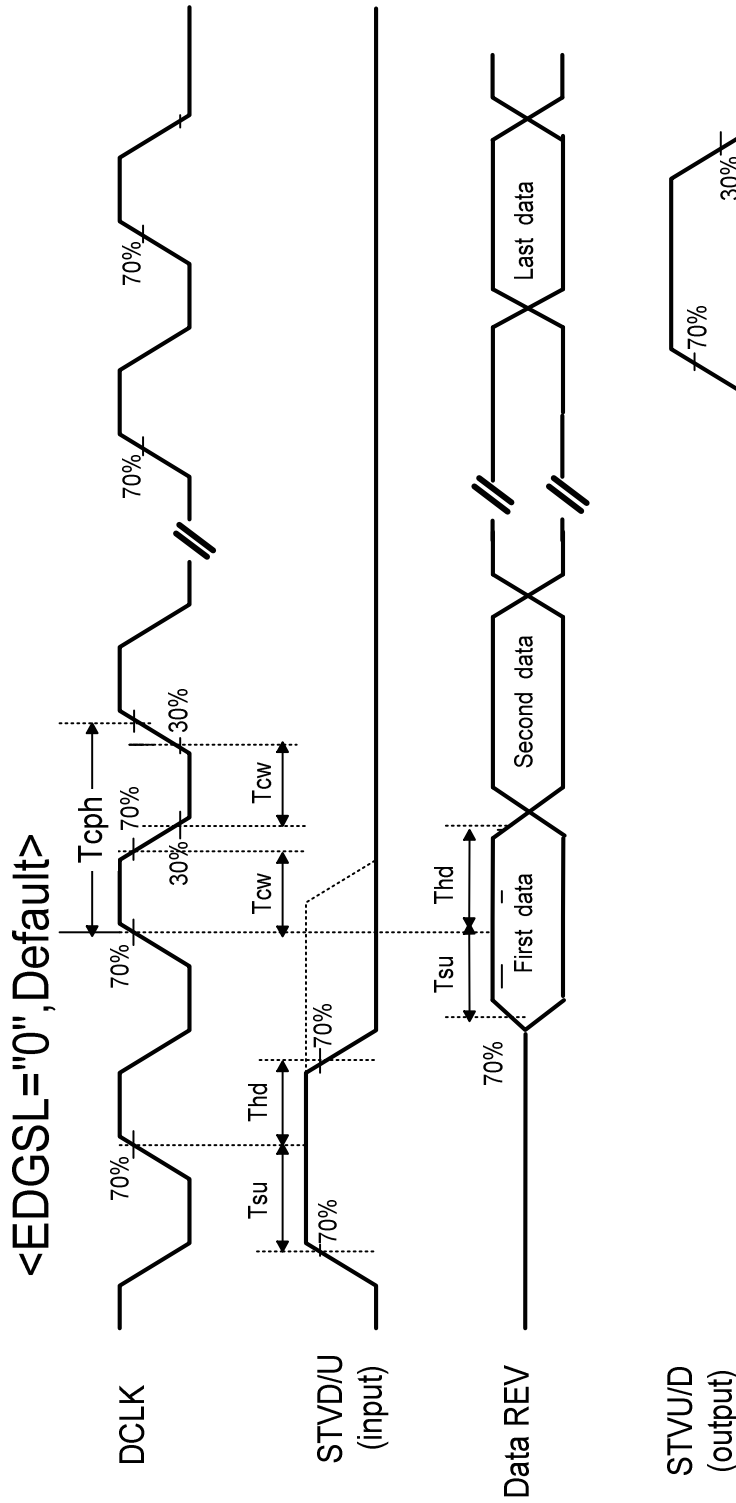 <EDGSL="0",Default>
DCLK
70%
70%
30%
Tcph
70%
30%
70%
70%
Tcw
Tcw
STVD/U
(input)
Tsu
Thd
70%
70%
Data REV
70%
Tsu
Thd
First data
Second data
Last data
STVU/D
(output)
70%
30%